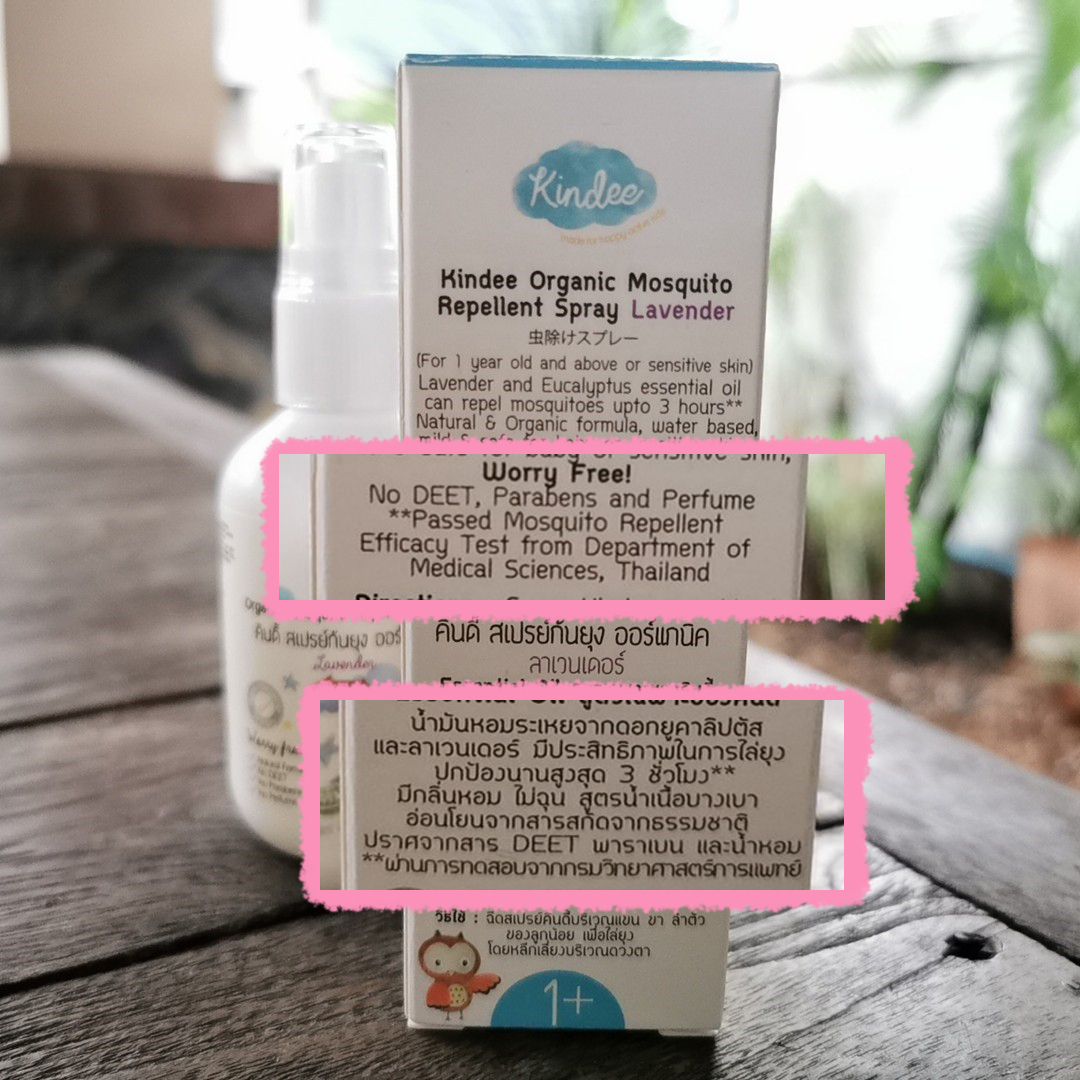 Kindee
made for happy active kids
Kindee Organic Mosquito
Repellent Spray Lavender
虫除けスプレー
(For 1 year old and above or sensitive skin)
Lavender and Eucalyptus essential oil
can repel mosquitoes upto 3 hours**
Natural & Organic formula, water based,
Worry Free!
No DEET, Parabens and Perfume
**Passed Mosquito Repellent
Efficacy Test from Department of
Medical Sciences, Thailand
คินดี้ สเปรย์กันยุง ออร์แกนิค
ลาเวนเดอร์
น้ำมันหอมระเหยจากดอกยูคาลิปตัส
และลาเวนเดอร์ มีประสิทธิภาพในการไล่ยุง
ปกป้องนานสูงสุด 3 ชั่วโมง**
มีกลิ่นหอม ไม่ฉุน สูตรน้ำเนื้อบางเบา
อ่อนโยนจากสารสกัดจากธรรมชาติ
ปราศจากสาร DEET พาราเบน และน้ำหอม
**ผ่านการทดสอบจากกรมวิทยาศาสตร์การแพทย์
วิธีใช้ : ฉีดสเปรย์คินดี้บริเวณแขน ขา ลำตัว
ของลูกน้อย เพื่อไล่ยุง
โดยหลีกเลี่ยงบริเวณดวงตา
1+
คินดี้ สเปรย์กันยุง ออร์
Lavender